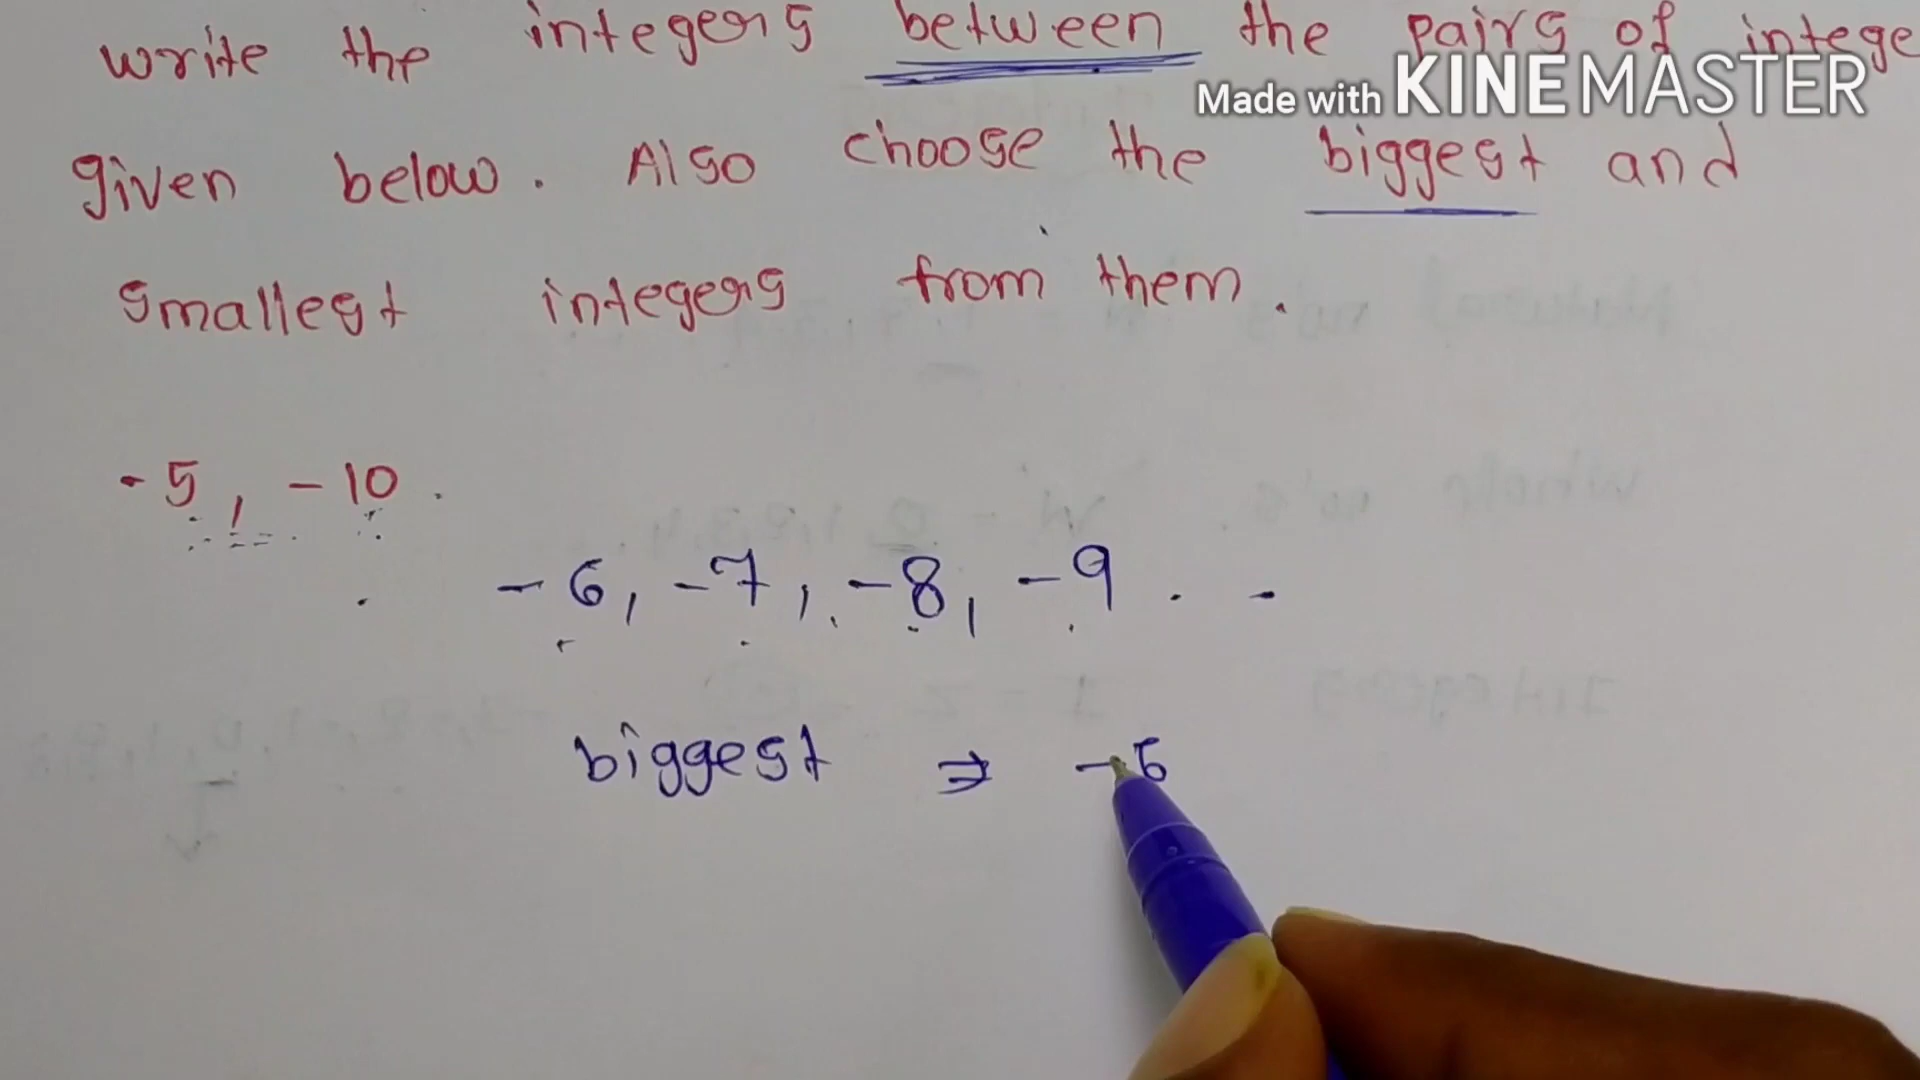 write the integers between the pairs of intege
Made with KINEMASTER
given below. Also choose the biggest and
smallest integers from them.
-5, -10.
-6, -7, -8, -9 . .
biggest ⇒ -5